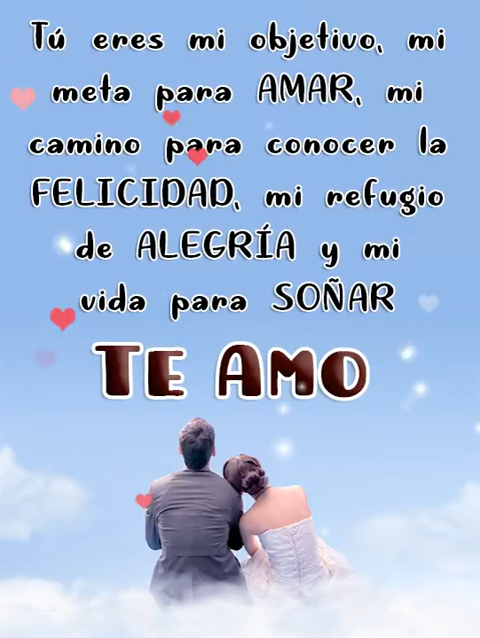 Tú eres mi objetivo, mi
meta para AMAR, mi
camino para conocer la
FELICIDAD, mi refugio
de ALEGRÍA y mi
vida para SOÑAR
TE AMO